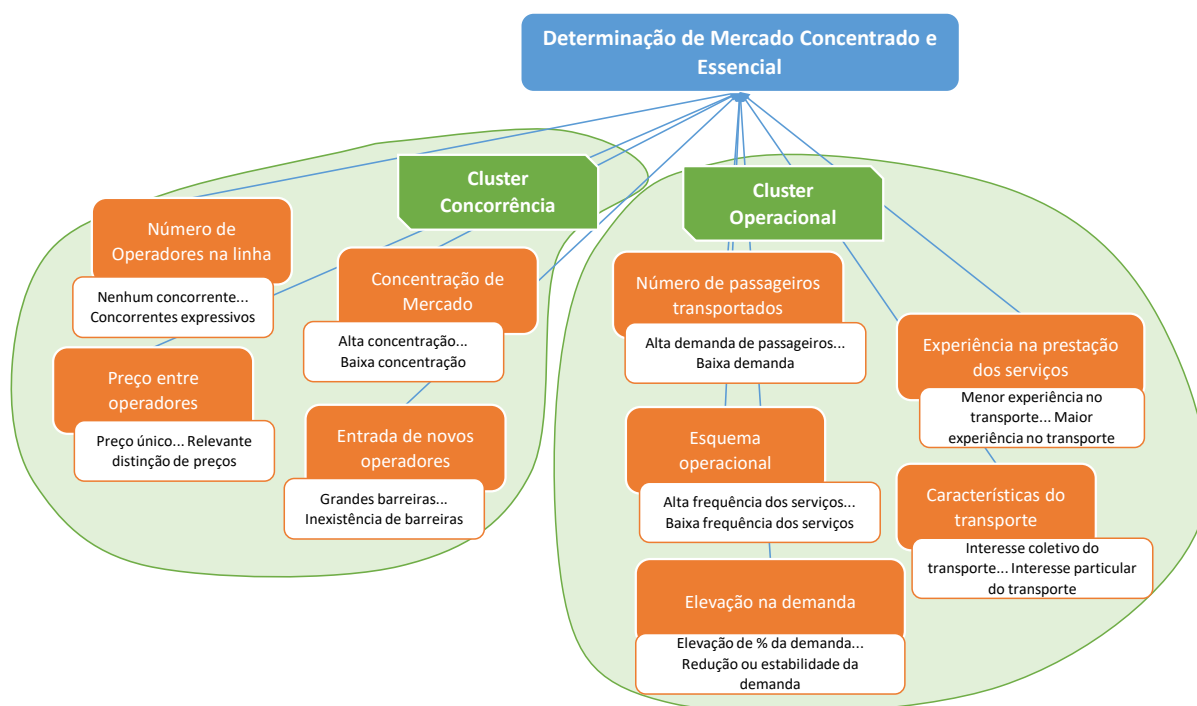 Determinação de Mercado Concentrado e
Essencial
Cluster
Concorrência
Número de
Operadores na linha
Nenhum concorrente...
Concorrentes expressivos
Concentração de
Mercado
Alta concentração...
Baixa concentração
Preço entre
operadores
Preço único... Relevante
distinção de preços
Entrada de novos
operadores
Grandes barreiras...
Inexistência de barreiras
Cluster
Operacional
Número de passageiros
transportados
Alta demanda de passageiros...
Baixa demanda
Experiência na prestação
dos serviços
Menor experiência no
transporte... Maior
experiência no transporte
Esquema
operacional
Alta frequência dos serviços...
Baixa frequência dos serviços
Características do
transporte
Interesse coletivo do
transporte... Interesse particular
do transporte
Elevação na demanda
Elevação de % da demanda...
Redução ou estabilidade da
demanda